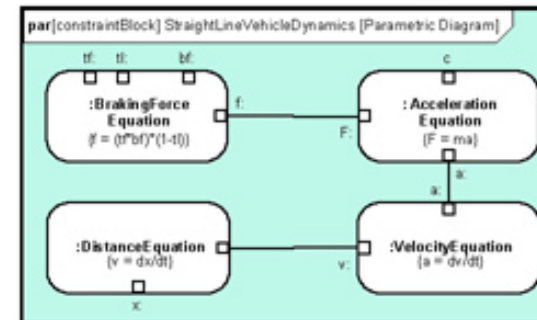 par[constraintBlock] StraightLineVehicleDynamics [Parametric Diagram]
tf: tl: bf: c
:BrakingForce
Equation
{f = (tf*bf)*(1-tl)}
f:
F:
: Acceleration
Equation
{F = ma}
a:
a:
:DistanceEquation
{v = dx/dt}
v:
:VelocityEquation
{a = dv/dt}
x: